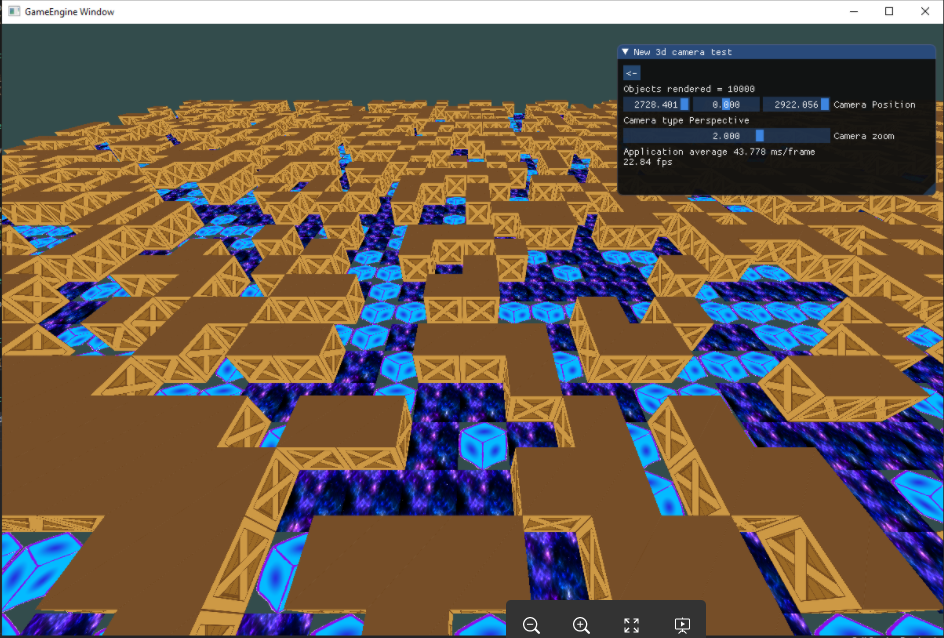 GameEngine Window
New 3d camera test
<-
Objects rendered = 10000
2728.401 0.000 2922.056 Camera Position
Camera type Perspective
2.000 Camera zoom
Application average 43.778 ms/frame
22.84 fps